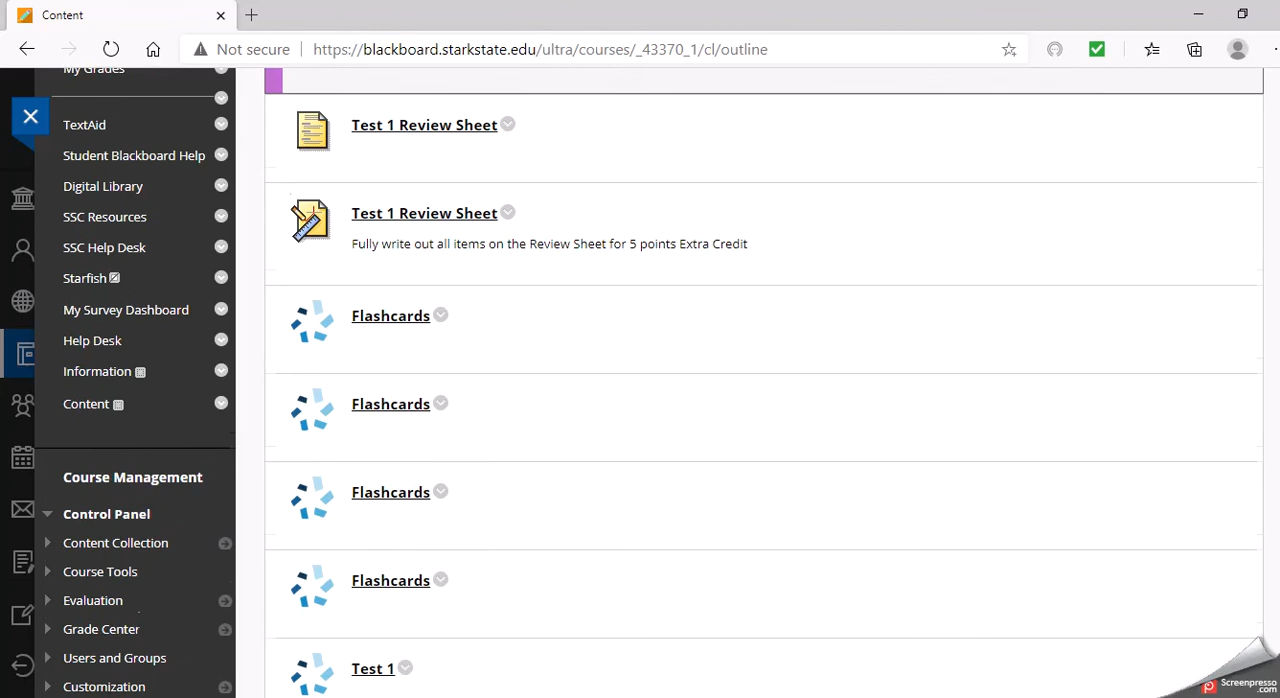 Content
Not secure
https://blackboard.starkstate.edu/ultra/courses/_43370_1/cl/outline
My Grades
TextAid
Student Blackboard Help
Digital Library
SSC Resources
SSC Help Desk
Starfish
My Survey Dashboard
Help Desk
Information
Content
Course Management
Control Panel
Content Collection
Course Tools
Evaluation
Grade Center
Users and Groups
Customization
Test 1 Review Sheet
Test 1 Review Sheet
Fully write out all items on the Review Sheet for 5 points Extra Credit
Flashcards
Flashcards
Flashcards
Flashcards
Test 1
Screenpresso
.com